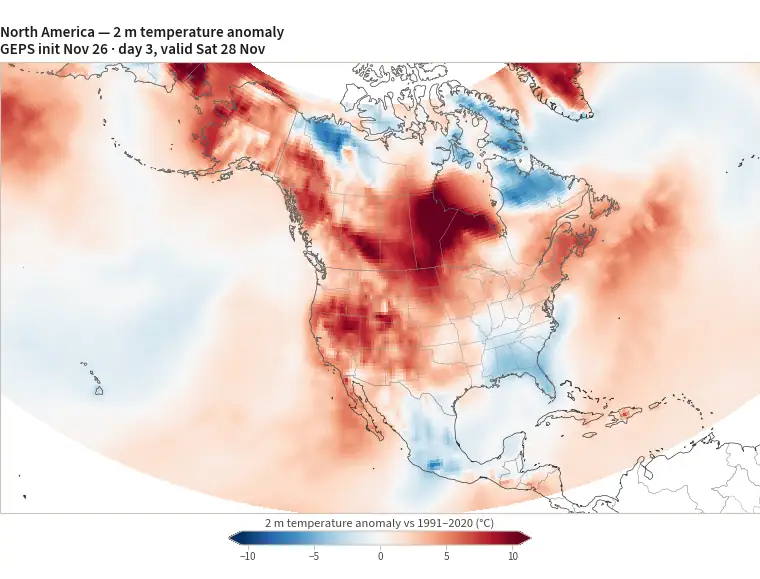 North America — 2 m temperature anomaly
GEPS init Nov 26 · day 3, valid Sat 28 Nov
2 m temperature anomaly vs 1991–2020 (°C)
−10 −5 0 5 10